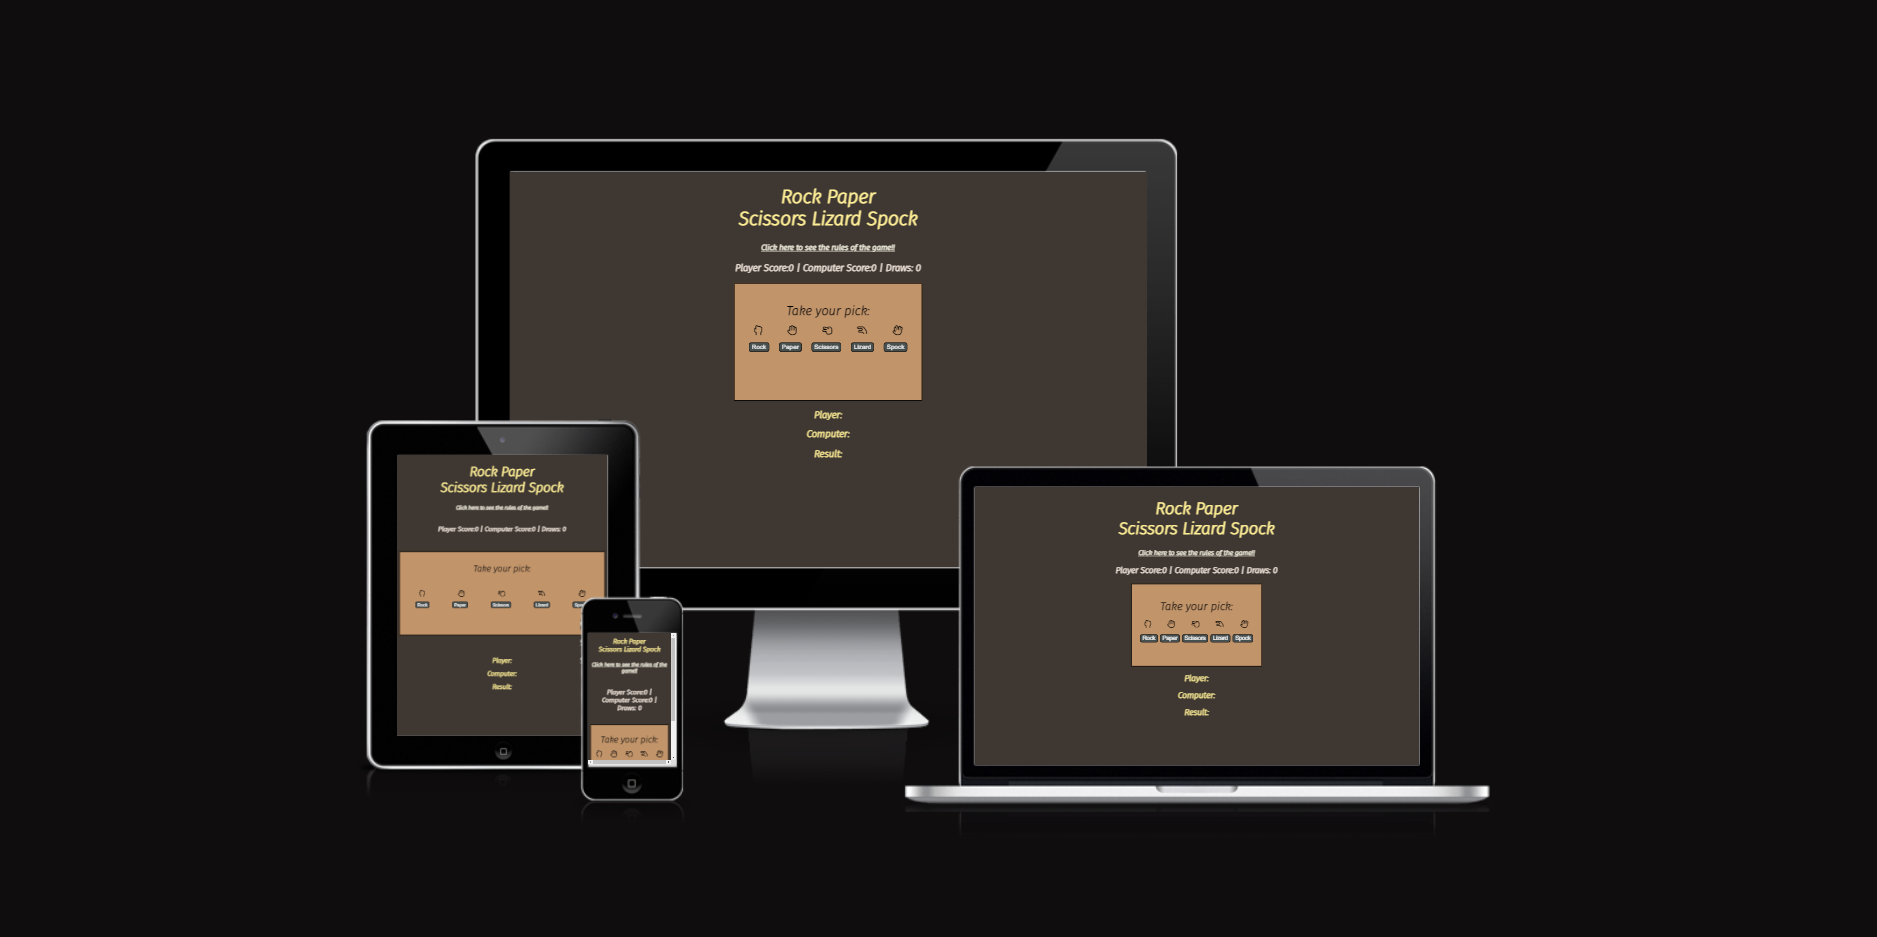 Rock Paper
Scissors Lizard Spock
Click here to see the rules of the game!!
Player Score:0 | Computer Score:0 | Draws: 0
Take your pick:
Rock Paper Scissors Lizard Spock
Player:
Computer:
Result:
Rock Paper
Scissors Lizard Spock
Click here to see the rules of the game!!
Player Score:0 | Computer Score:0 | Draws: 0
Take your pick:
Rock Paper Scissors Lizard
Player:
Computer:
Result:
Rock Paper
Scissors Lizard Spock
Click here to see the rules of the
game!!
Player Score:0 |
Computer Score:0 |
Draws: 0
Take your pick:
Rock Paper
Scissors Lizard Spock
Click here to see the rules of the game!!
Player Score:0 | Computer Score:0 | Draws: 0
Take your pick:
Rock Paper Scissors Lizard Spock
Player:
Computer:
Result: